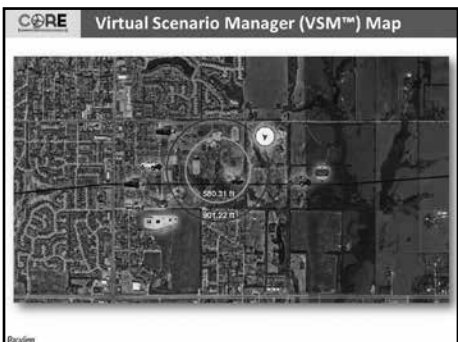 CORE
Virtual Scenario Manager (VSM™) Map
580.31 ft
901.22 ft